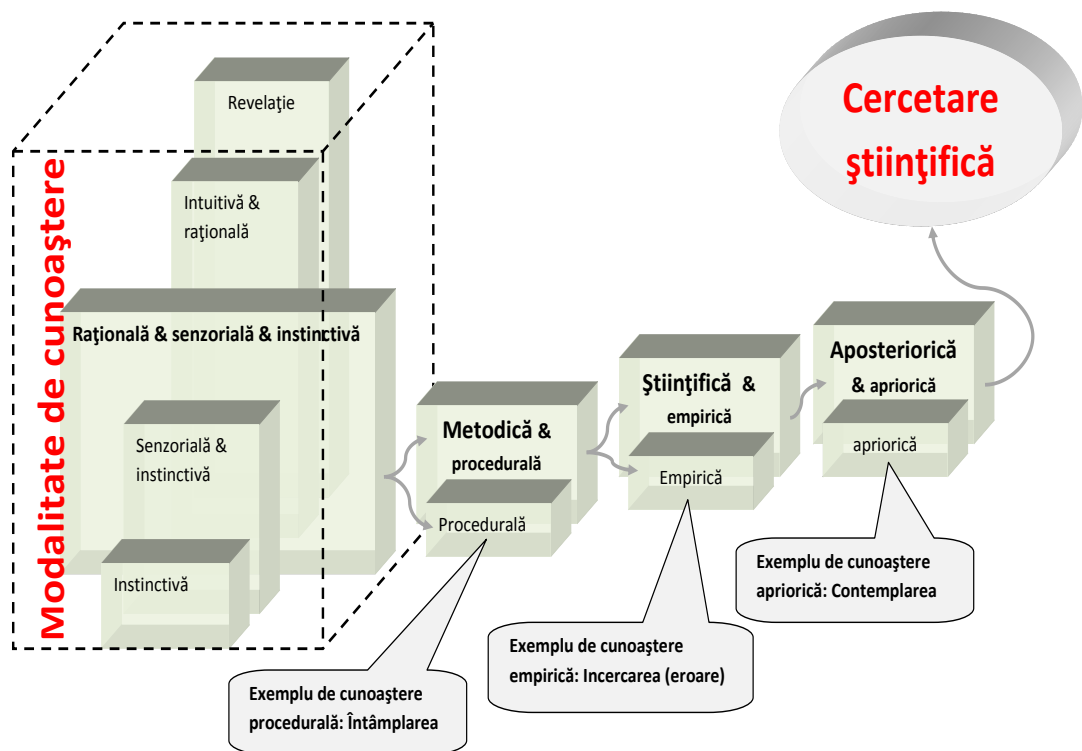 Modalitate de cunoaştere
Revelaţie
Intuitivă &
raţională
Raţională & senzorială & instinctivă
Senzorială &
instinctivă
Instinctivă
Metodică &
procedurală
Procedurală
Ştiinţifică &
empirică
Empirică
Aposteriorică
& apriorică
apriorică
Cercetare
ştiinţifică
Exemplu de cunoaştere
procedurală: Întâmplarea
Exemplu de cunoaştere
empirică: Incercarea (eroare)
Exemplu de cunoaştere
apriorică: Contemplarea